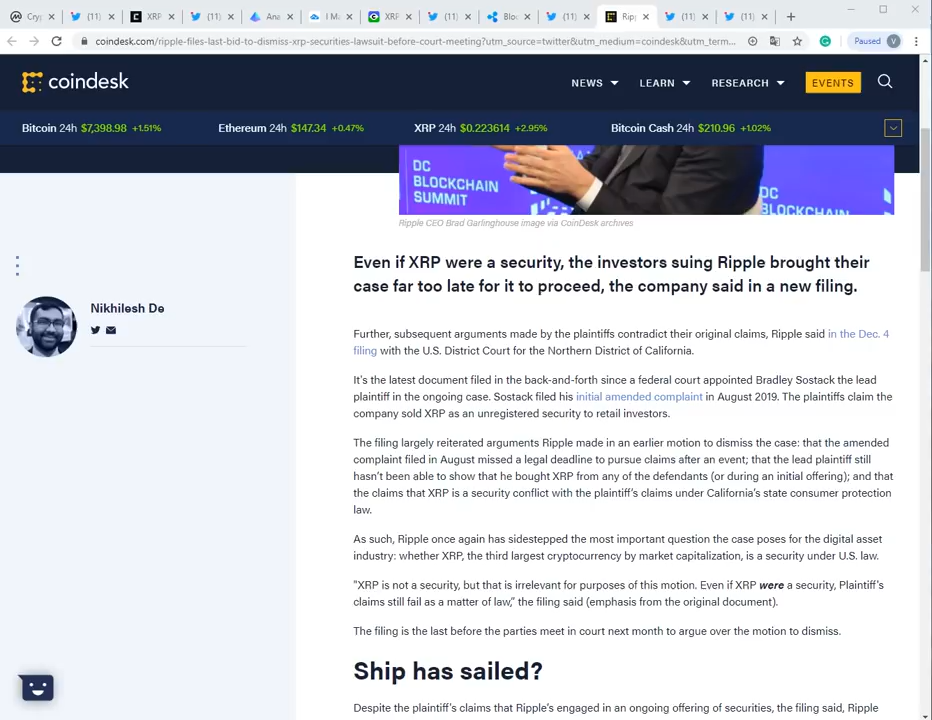 Cry
(11)
XRP
(11)
Ana
I Ma
XRP
(11)
Bloc
(11)
Rip
(11)
(11)
coindesk.com/ripple-files-last-bid-to-dismiss-xrp-securities-lawsuit-before-court-meeting?utm_source=twitter&utm_medium=coindesk&utm_term...
Paused
V
coindesk
NEWS
LEARN
RESEARCH
EVENTS
Bitcoin 24h $7,398.98 +1.51%
Ethereum 24h $147.34 +0.47%
XRP 24h $0.223614 +2.95%
Bitcoin Cash 24h $210.96 +1.02%
DC
BLOCKCHAIN
SUMMIT
DC
BLOCKCHAIN
Ripple CEO Brad Garlinghouse image via CoinDesk archives
Nikhilesh De
Even if XRP were a security, the investors suing Ripple brought their
case far too late for it to proceed, the company said in a new filing.
Further, subsequent arguments made by the plaintiffs contradict their original claims, Ripple said in the Dec. 4
filing with the U.S. District Court for the Northern District of California.
It's the latest document filed in the back-and-forth since a federal court appointed Bradley Sostack the lead
plaintiff in the ongoing case. Sostack filed his initial amended complaint in August 2019. The plaintiffs claim the
company sold XRP as an unregistered security to retail investors.
The filing largely reiterated arguments Ripple made in an earlier motion to dismiss the case: that the amended
complaint filed in August missed a legal deadline to pursue claims after an event; that the lead plaintiff still
hasn't been able to show that he bought XRP from any of the defendants (or during an initial offering); and that
the claims that XRP is a security conflict with the plaintiff's claims under California's state consumer protection
law.
As such, Ripple once again has sidestepped the most important question the case poses for the digital asset
industry: whether XRP, the third largest cryptocurrency by market capitalization, is a security under U.S. law.
"XRP is not a security, but that is irrelevant for purposes of this motion. Even if XRP were a security, Plaintiff's
claims still fail as a matter of law," the filing said (emphasis from the original document).
The filing is the last before the parties meet in court next month to argue over the motion to dismiss.
Ship has sailed?
Despite the plaintiff's claims that Ripple's engaged in an ongoing offering of securities, the filing said, Ripple